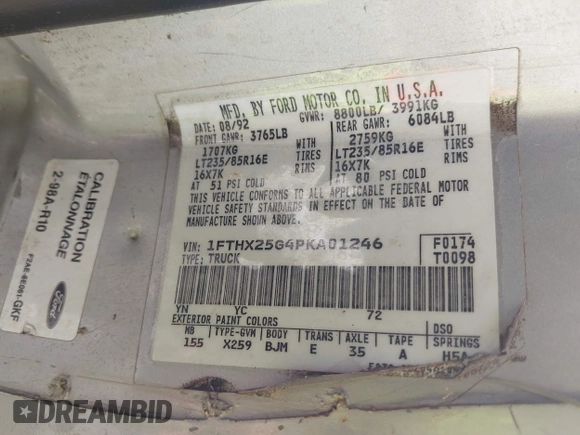 MFD. BY FORD MOTOR CO. IN U.S.A.
DATE: 08/92 GVWR: 8800LB/ 3991KG
FRONT GAWR: 3765LB REAR GAWR: 6084LB
1707KG WITH 2759KG WITH
LT235/85R16E TIRES LT235/85R16E TIRES
16X7K RIMS 16X7K RIMS
AT 51 PSI COLD AT 80 PSI COLD
THIS VEHICLE CONFORMS TO ALL APPLICABLE FEDERAL MOTOR
VEHICLE SAFETY STANDARDS IN EFFECT ON THE DATE OF
MANUFACTURE SHOWN ABOVE.
VIN: 1FTHX25G4PKA01246 F0174
TYPE: TRUCK T0098
YN YC 72
EXTERIOR PAINT COLORS DSO
WB TYPE-GVM BODY TRANS AXLE TAPE SPRINGS
155 X259 BJM E 35 A H5A
CALIBRATION
ÉTALONNAGE
2-98A-R10
Ford
DREAMBID